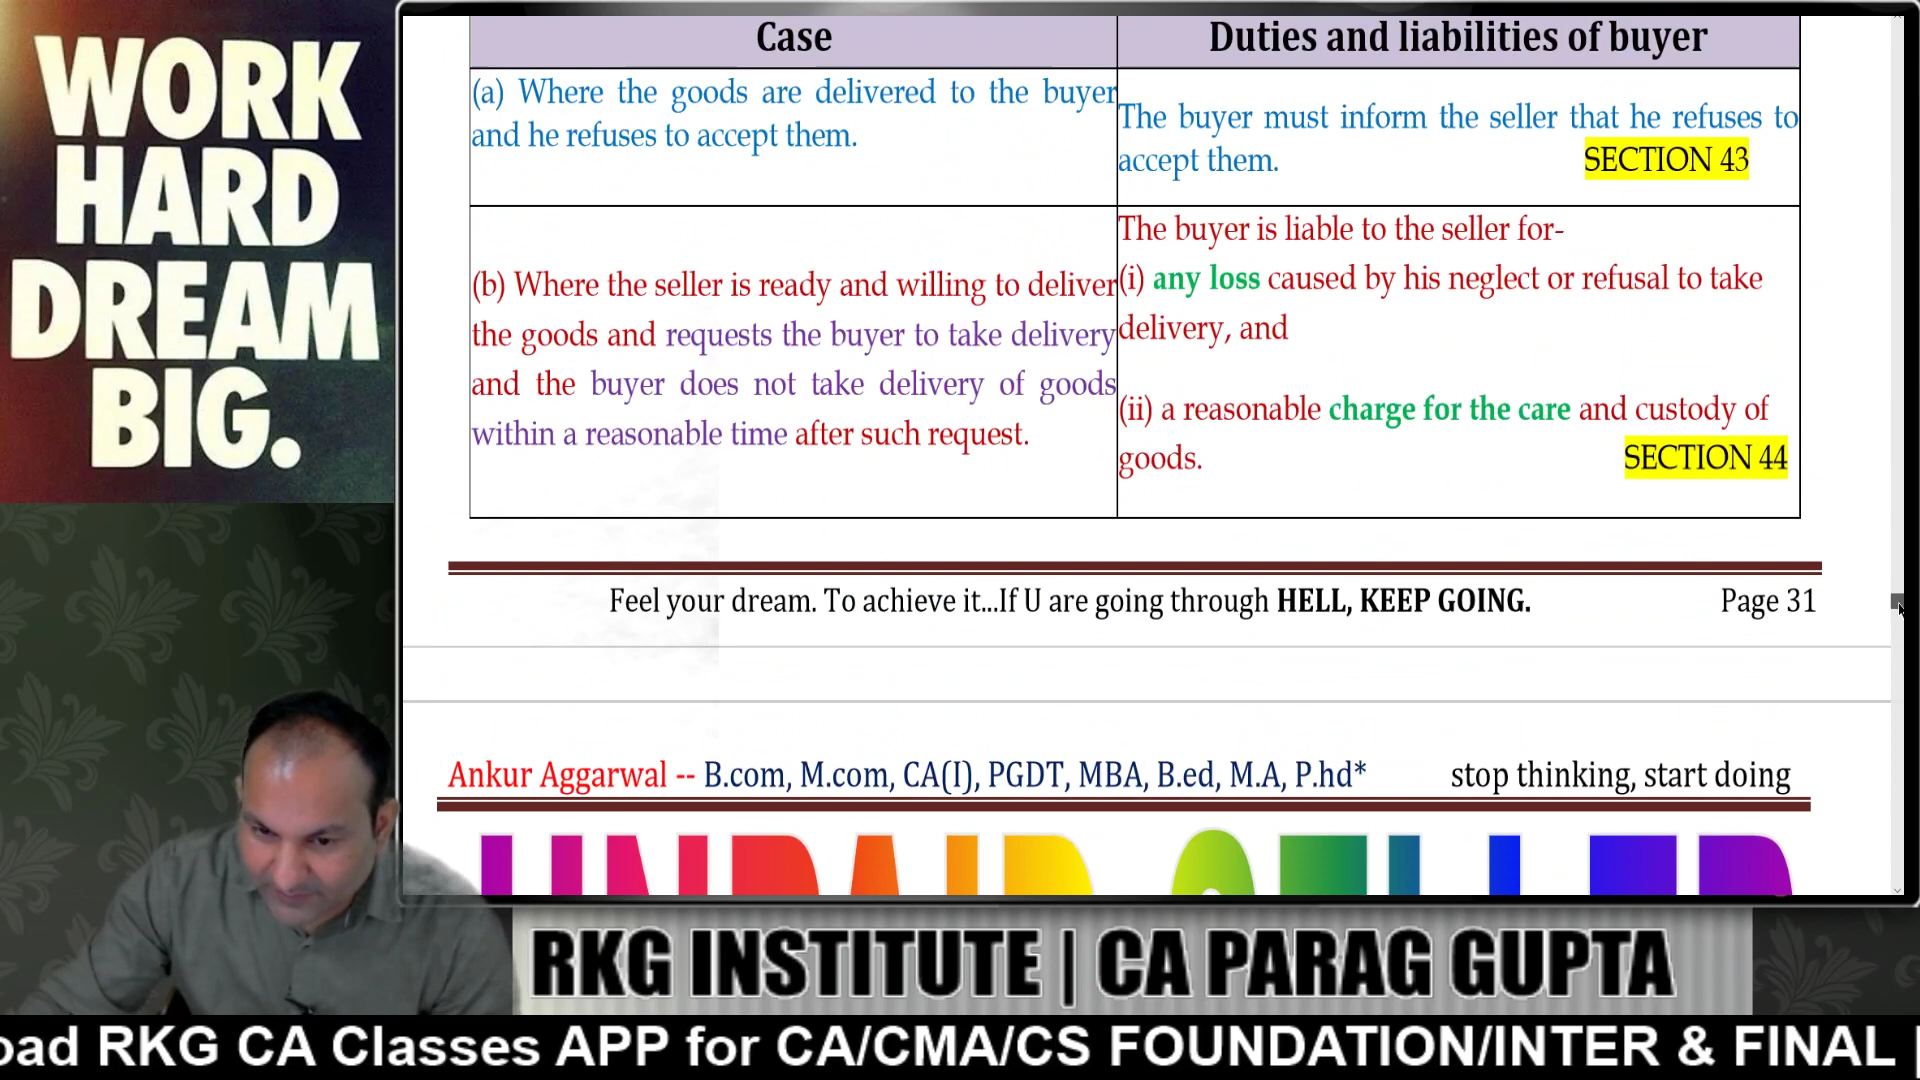 WORK
HARD
DREAM
BIG.
Case
Duties and liabilities of buyer
(a) Where the goods are delivered to the buyer
and he refuses to accept them.
The buyer must inform the seller that he refuses to
accept them. SECTION 43
(b) Where the seller is ready and willing to deliver
the goods and requests the buyer to take delivery
and the buyer does not take delivery of goods
within a reasonable time after such request.
The buyer is liable to the seller for-
(i) any loss caused by his neglect or refusal to take
delivery, and
(ii) a reasonable charge for the care and custody of
goods. SECTION 44
Feel your dream. To achieve it...If U are going through HELL, KEEP GOING. Page 31
Ankur Aggarwal -- B.com, M.com, CA(I), PGDT, MBA, B.ed, M.A, P.hd* stop thinking, start doing
UNPAID SELLER
RKG INSTITUTE | CA PARAG GUPTA
oad RKG CA Classes APP for CA/CMA/CS FOUNDATION/INTER & FINAL |